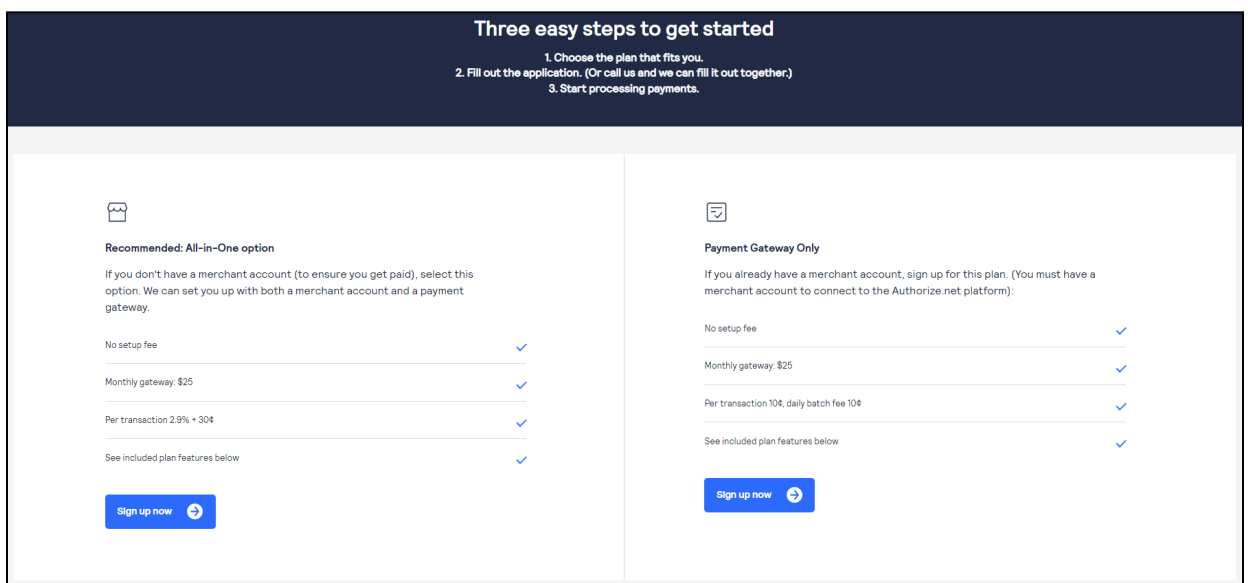 Three easy steps to get started
1. Choose the plan that fits you.
2. Fill out the application. (Or call us and we can fill it out together.)
3. Start processing payments.
Recommended: All-in-One option
If you don't have a merchant account (to ensure you get paid), select this
option. We can set you up with both a merchant account and a payment
gateway.
No setup fee
Monthly gateway: $25
Per transaction 2.9% + 30¢
See included plan features below
Sign up now
Payment Gateway Only
If you already have a merchant account, sign up for this plan. (You must have a
merchant account to connect to the Authorize.net platform):
No setup fee
Monthly gateway: $25
Per transaction 10¢, daily batch fee 10¢
See included plan features below
Sign up now